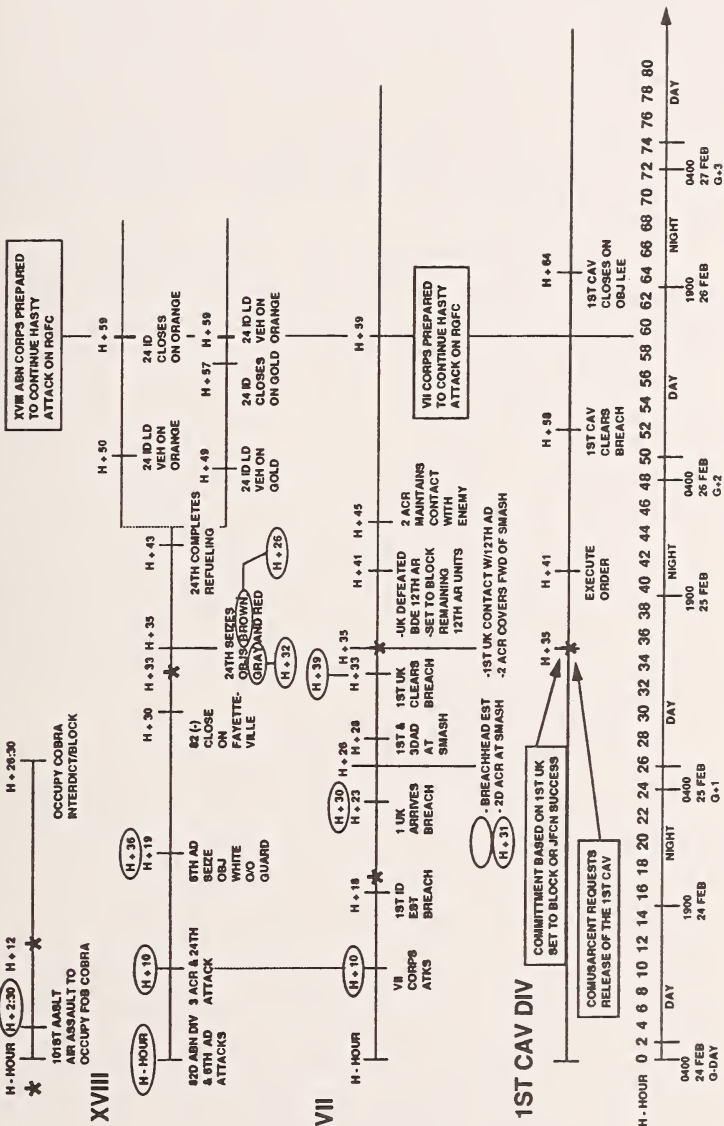 H - HOUR
H + 2:30
H + 12
H + 26:30
101ST AASLT
AIR ASSAULT TO
OCCUPY FOB COBRA
OCCUPY COBRA
INTERDICT/BLOCK
XVIII ABN CORPS PREPARED
TO CONTINUE HASTY
ATTACK ON RGFC
XVIII
H - HOUR
H + 10
H + 36
H + 19
H + 30
H + 33
H + 35
H + 43
82D ABN DIV
& 6TH AD
ATTACKS
3 ACR & 24TH
ATTACK
6TH AD
SEIZE
OBJ
WHITE
O/O
GUARD
82 (-)
CLOSE
ON
FAYETTE-
VILLE
24TH SEIZES
OBJS BROWN
GRAY AND RED
H + 26
H + 32
24TH COMPLETES
REFUELING
H + 50
H + 59
24 ID LD
VEH ON
ORANGE
24 ID
CLOSES
ON ORANGE
H + 49
H + 57
H + 59
24 ID LD
VEH ON
GOLD
24 ID
CLOSES
ON GOLD
24 ID LD
VEH ON
ORANGE
VII
H - HOUR
H + 10
H + 18
H + 30
H + 23
H + 26
H + 28
H + 39
H + 33
H + 35
H + 41
H + 45
H + 59
VII
CORPS
ATKS
1ST ID
EST
BREACH
1 UK
ARRIVES
BREACH
1ST &
3DAD
AT
SMASH
1ST UK
CLEARS
BREACH
-UK DEFEATED
BDE 12TH AR
-SET TO BLOCK
REMAINING
12TH AR UNITS
2 ACR
MAINTAINS
CONTACT
WITH
ENEMY
VII CORPS PREPARED
TO CONTINUE HASTY
ATTACK ON RGFC
- BREACHHEAD EST
- 2D ACR AT SMASH
H + 31
-1ST UK CONTACT W/12TH AD
-2 ACR COVERS FWD OF SMASH
1ST CAV DIV
COMMITTMENT BASED ON 1ST UK
SET TO BLOCK OR JFCN SUCCESS
COMUSARCENT REQUESTS
RELEASE OF THE 1ST CAV
H + 35
H + 41
H + 58
H + 64
EXECUTE
ORDER
1ST CAV
CLEARS
BREACH
1ST CAV
CLOSES ON
OBJ LEE
H - HOUR 0 2 4 6 8 10 12 14 16 18 20 22 24 26 28 30 32 34 36 38 40 42 44 46 48 50 52 54 56 58 60 62 64 66 68 70 72 74 76 78 80
DAY NIGHT DAY NIGHT DAY NIGHT DAY
0400
24 FEB
G-DAY
1900
24 FEB
0400
25 FEB
G+1
1900
25 FEB
0400
26 FEB
G+2
1900
26 FEB
0400
27 FEB
G+3